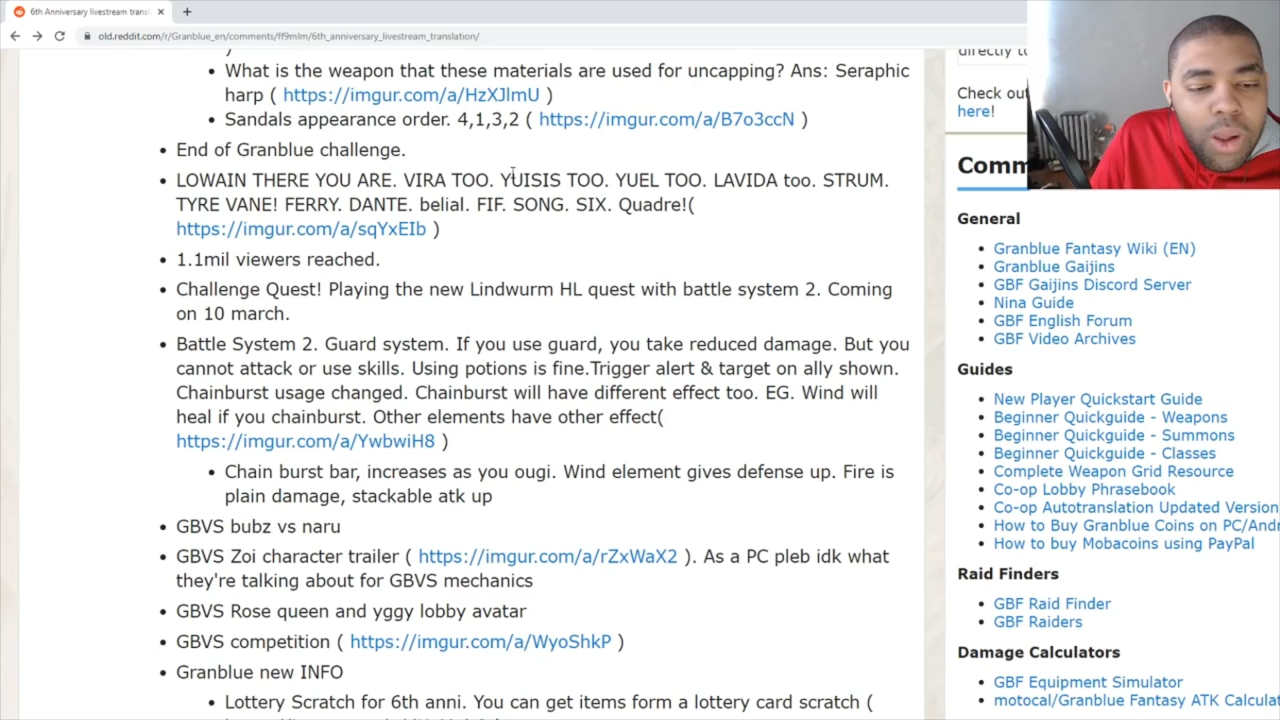 6th Anniversary livestream trans
old.reddit.com/r/Granblue_en/comments/ff9mlm/6th_anniversary_livestream_translation/
)
• What is the weapon that these materials are used for uncapping? Ans: Seraphic
harp ( https://imgur.com/a/HzXJlmU )
• Sandals appearance order. 4,1,3,2 ( https://imgur.com/a/B7o3ccN )
• End of Granblue challenge.
• LOWAIN THERE YOU ARE. VIRA TOO. YUISIS TOO. YUEL TOO. LAVIDA too. STRUM.
TYRE VANE! FERRY. DANTE. belial. FIF. SONG. SIX. Quadre!(
https://imgur.com/a/sqYxEIb )
• 1.1mil viewers reached.
• Challenge Quest! Playing the new Lindwurm HL quest with battle system 2. Coming
on 10 march.
• Battle System 2. Guard system. If you use guard, you take reduced damage. But you
cannot attack or use skills. Using potions is fine.Trigger alert & target on ally shown.
Chainburst usage changed. Chainburst will have different effect too. EG. Wind will
heal if you chainburst. Other elements have other effect(
https://imgur.com/a/YwbwiH8 )
• Chain burst bar, increases as you ougi. Wind element gives defense up. Fire is
plain damage, stackable atk up
• GBVS bubz vs naru
• GBVS Zoi character trailer ( https://imgur.com/a/rZxWaX2 ). As a PC pleb idk what
they're talking about for GBVS mechanics
• GBVS Rose queen and yggy lobby avatar
• GBVS competition ( https://imgur.com/a/WyoShkP )
• Granblue new INFO
• Lottery Scratch for 6th anni. You can get items form a lottery card scratch (
directly to
Check out
here!
Comm
General
• Granblue Fantasy Wiki (EN)
• Granblue Gaijins
• GBF Gaijins Discord Server
• Nina Guide
• GBF English Forum
• GBF Video Archives
Guides
• New Player Quickstart Guide
• Beginner Quickguide - Weapons
• Beginner Quickguide - Summons
• Beginner Quickguide - Classes
• Complete Weapon Grid Resource
• Co-op Lobby Phrasebook
• Co-op Autotranslation Updated Version
• How to Buy Granblue Coins on PC/Andr
• How to buy Mobacoins using PayPal
Raid Finders
• GBF Raid Finder
• GBF Raiders
Damage Calculators
• GBF Equipment Simulator
• motocal/Granblue Fantasy ATK Calcula